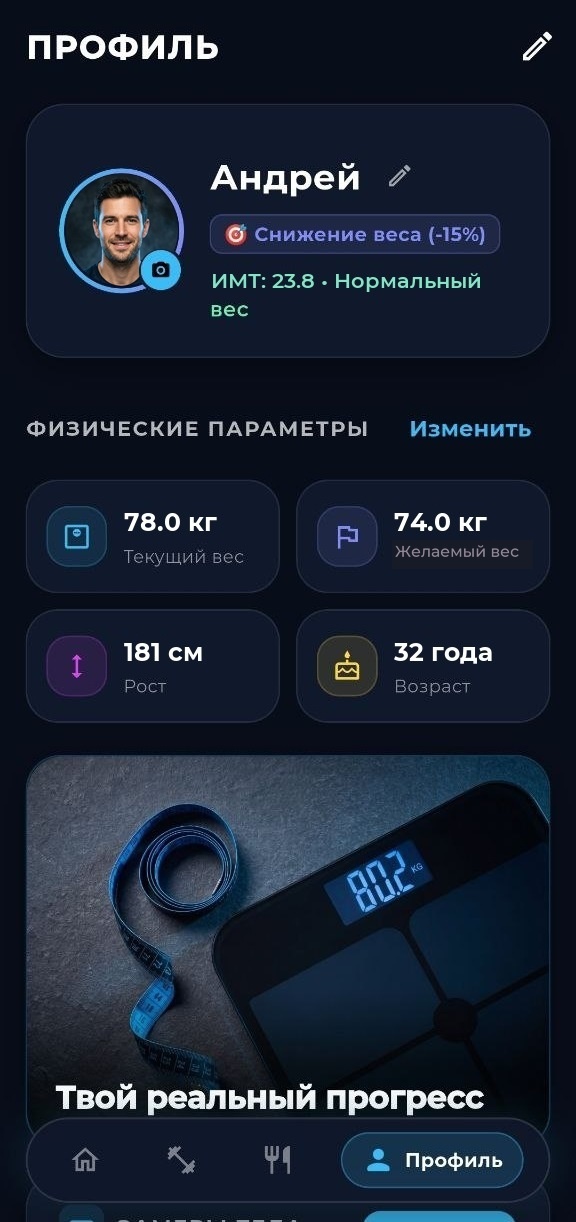 ПРОФИЛЬ
Андрей
🎯 Снижение веса (-15%)
ИМТ: 23.8 • Нормальный
вес
ФИЗИЧЕСКИЕ ПАРАМЕТРЫ
Изменить
78.0 кг
Текущий вес
74.0 кг
Желаемый вес
181 см
Рост
32 года
Возраст
80.2 KG
Твой реальный прогресс
Профиль